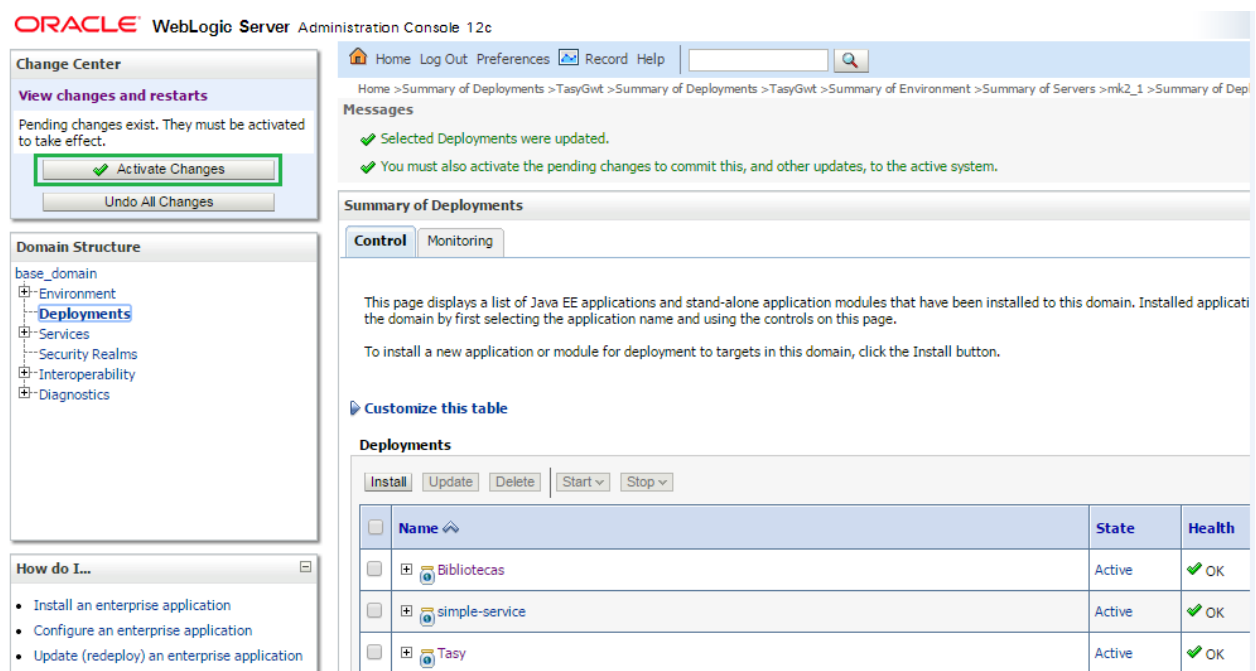 ORACLE WebLogic Server Administration Console 12c
Change Center
View changes and restarts
Pending changes exist. They must be activated
to take effect.
Activate Changes
Undo All Changes
Domain Structure
base_domain
Environment
Deployments
Services
Security Realms
Interoperability
Diagnostics
How do I...
Install an enterprise application
Configure an enterprise application
Update (redeploy) an enterprise application
Home Log Out Preferences Record Help
Home >Summary of Deployments >TasyGwt >Summary of Deployments >TasyGwt >Summary of Environment >Summary of Servers >mk2_1 >Summary of Depl
Messages
Selected Deployments were updated.
You must also activate the pending changes to commit this, and other updates, to the active system.
Summary of Deployments
Control Monitoring
This page displays a list of Java EE applications and stand-alone application modules that have been installed to this domain. Installed applicati
the domain by first selecting the application name and using the controls on this page.
To install a new application or module for deployment to targets in this domain, click the Install button.
Customize this table
Deployments
Install Update Delete Start Stop
Name State Health
Bibliotecas Active OK
simple-service Active OK
Tasy Active OK